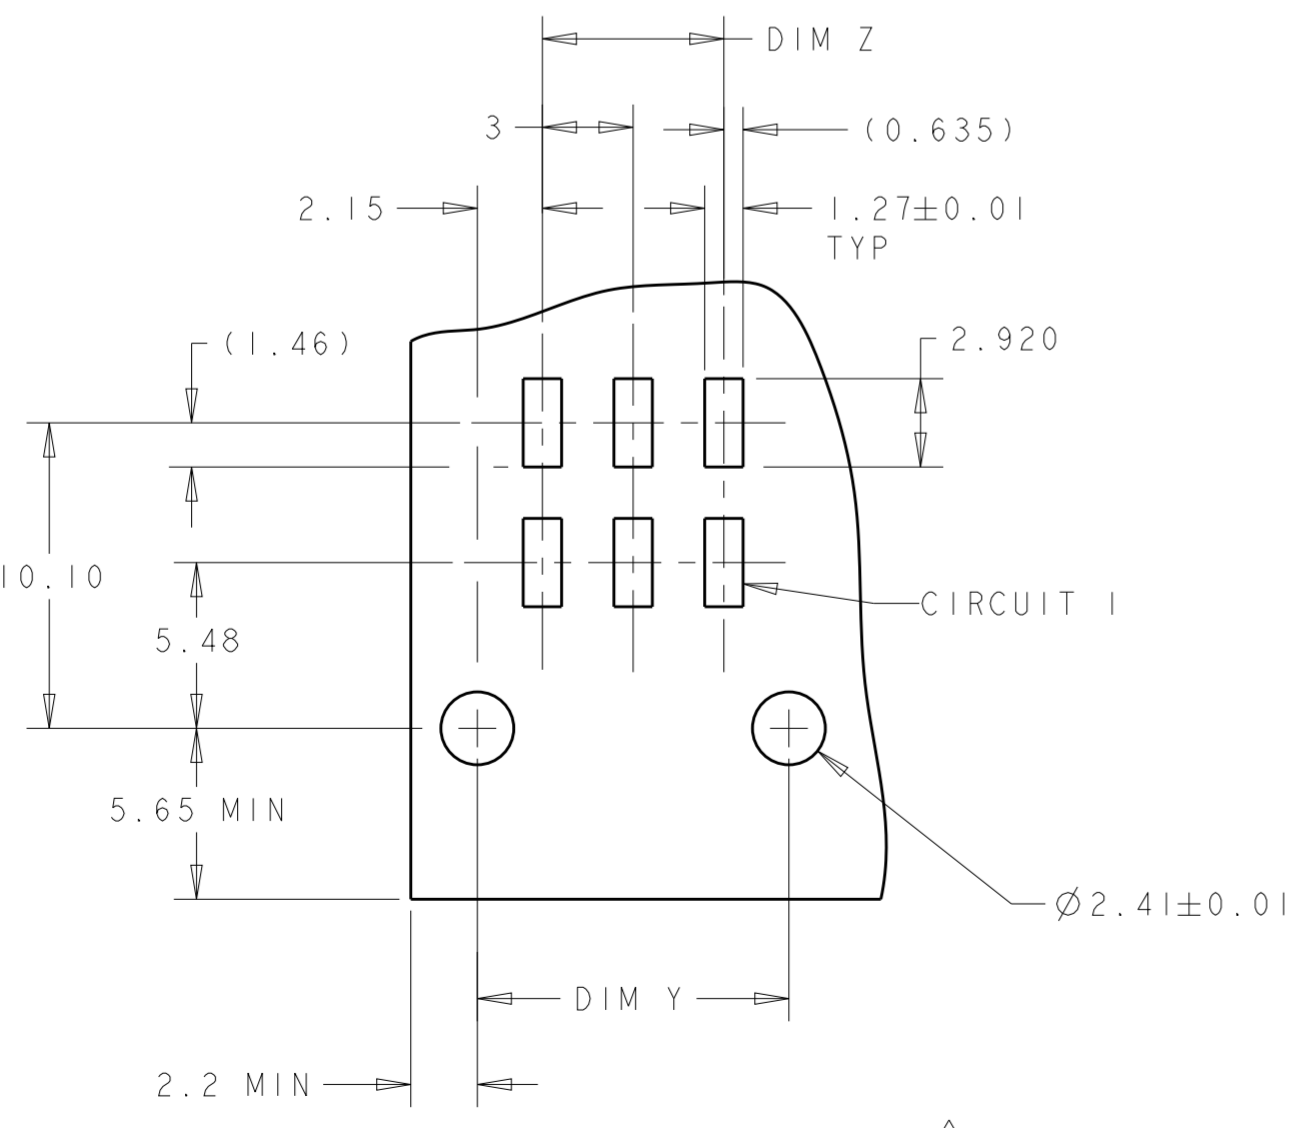 DIM Z
3
(0.635)
2.15
1.27±0.01
TYP
(1.46)
2.920
10.10
CIRCUIT 1
5.48
5.65 MIN
Ø2.41±0.01
DIM Y
2.2 MIN